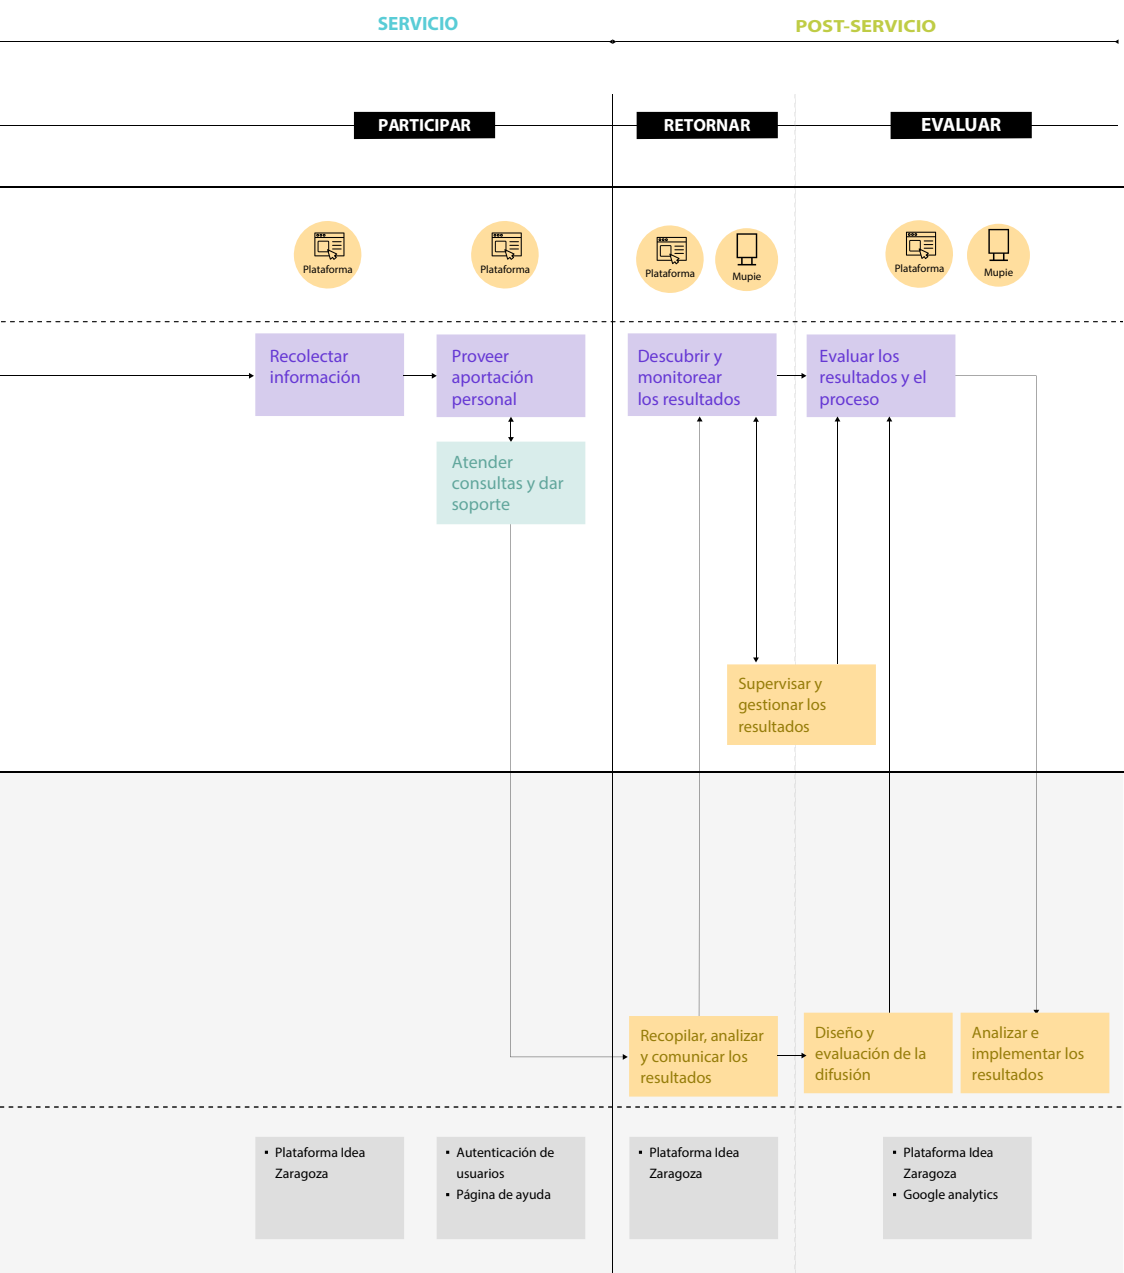 SERVICIO
POST-SERVICIO
PARTICIPAR
RETORNAR
EVALUAR
Plataforma
Plataforma
Plataforma
Mupie
Plataforma
Mupie
Recolectar
información
Proveer
aportación
personal
Descubrir y
monitorear
los resultados
Evaluar los
resultados y el
proceso
Atender
consultas y dar
soporte
Supervisar y
gestionar los
resultados
Recopilar, analizar
y comunicar los
resultados
Diseño y
evaluación de la
difusión
Analizar e
implementar los
resultados
▪ Plataforma Idea
Zaragoza
▪ Autenticación de
usuarios
▪ Página de ayuda
▪ Plataforma Idea
Zaragoza
▪ Plataforma Idea
Zaragoza
▪ Google analytics